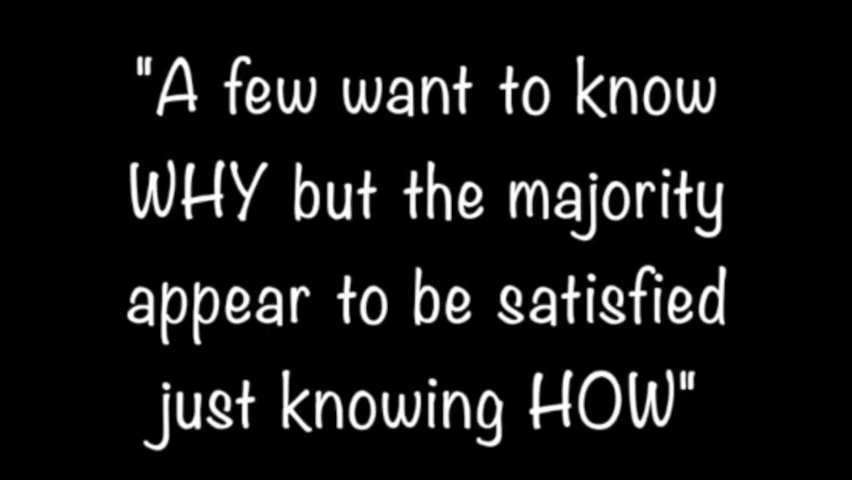 "A few want to know
WHY but the majority
appear to be satisfied
just knowing HOW"